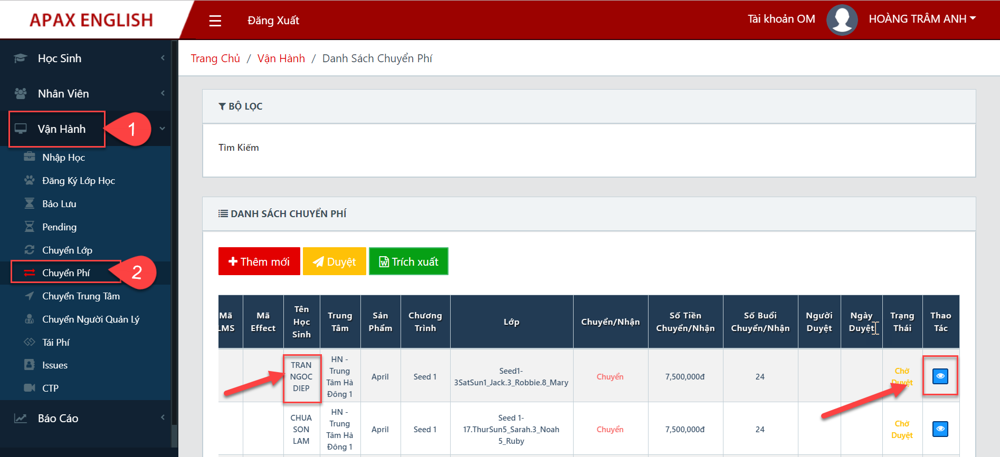 APAX ENGLISH
Đăng Xuất
Tài khoản OM
HOÀNG TRÂM ANH
Học Sinh
Nhân Viên
Vận Hành
1
Nhập Học
Đăng Ký Lớp Học
Bảo Lưu
Pending
Chuyển Lớp
Chuyển Phí
2
Chuyển Trung Tâm
Chuyển Người Quản Lý
Tái Phí
Issues
CTP
Báo Cáo
Trang Chủ / Vận Hành / Danh Sách Chuyển Phí
BỘ LỌC
Tìm Kiếm
DANH SÁCH CHUYỂN PHÍ
Thêm mới
Duyệt
Trích xuất
Mã
LMS
Mã
Effect
Tên
Học
Sinh
Trung
Tâm
Sản
Phẩm
Chương
Trình
Lớp
Chuyển/Nhận
Số Tiền
Chuyển/Nhận
Số Buổi
Chuyển/Nhận
Người
Duyệt
Ngày
Duyệt
Trạng
Thái
Thao
Tác
TRAN
NGOC
DIEP
HN -
Trung
Tâm Hà
Đông 1
April
Seed 1
Seed1-
3SatSun1_Jack.3_Robbie.8_Mary
Chuyển
7,500,000đ
24
Chờ
Duyệt
CHUA
SON
LAM
HN -
Trung
Tâm Hà
Đông 1
April
Seed 1
Seed 1-
17.ThurSun5_Sarah.3_Noah
5_Ruby
Chuyển
7,500,000đ
24
Chờ
Duyệt